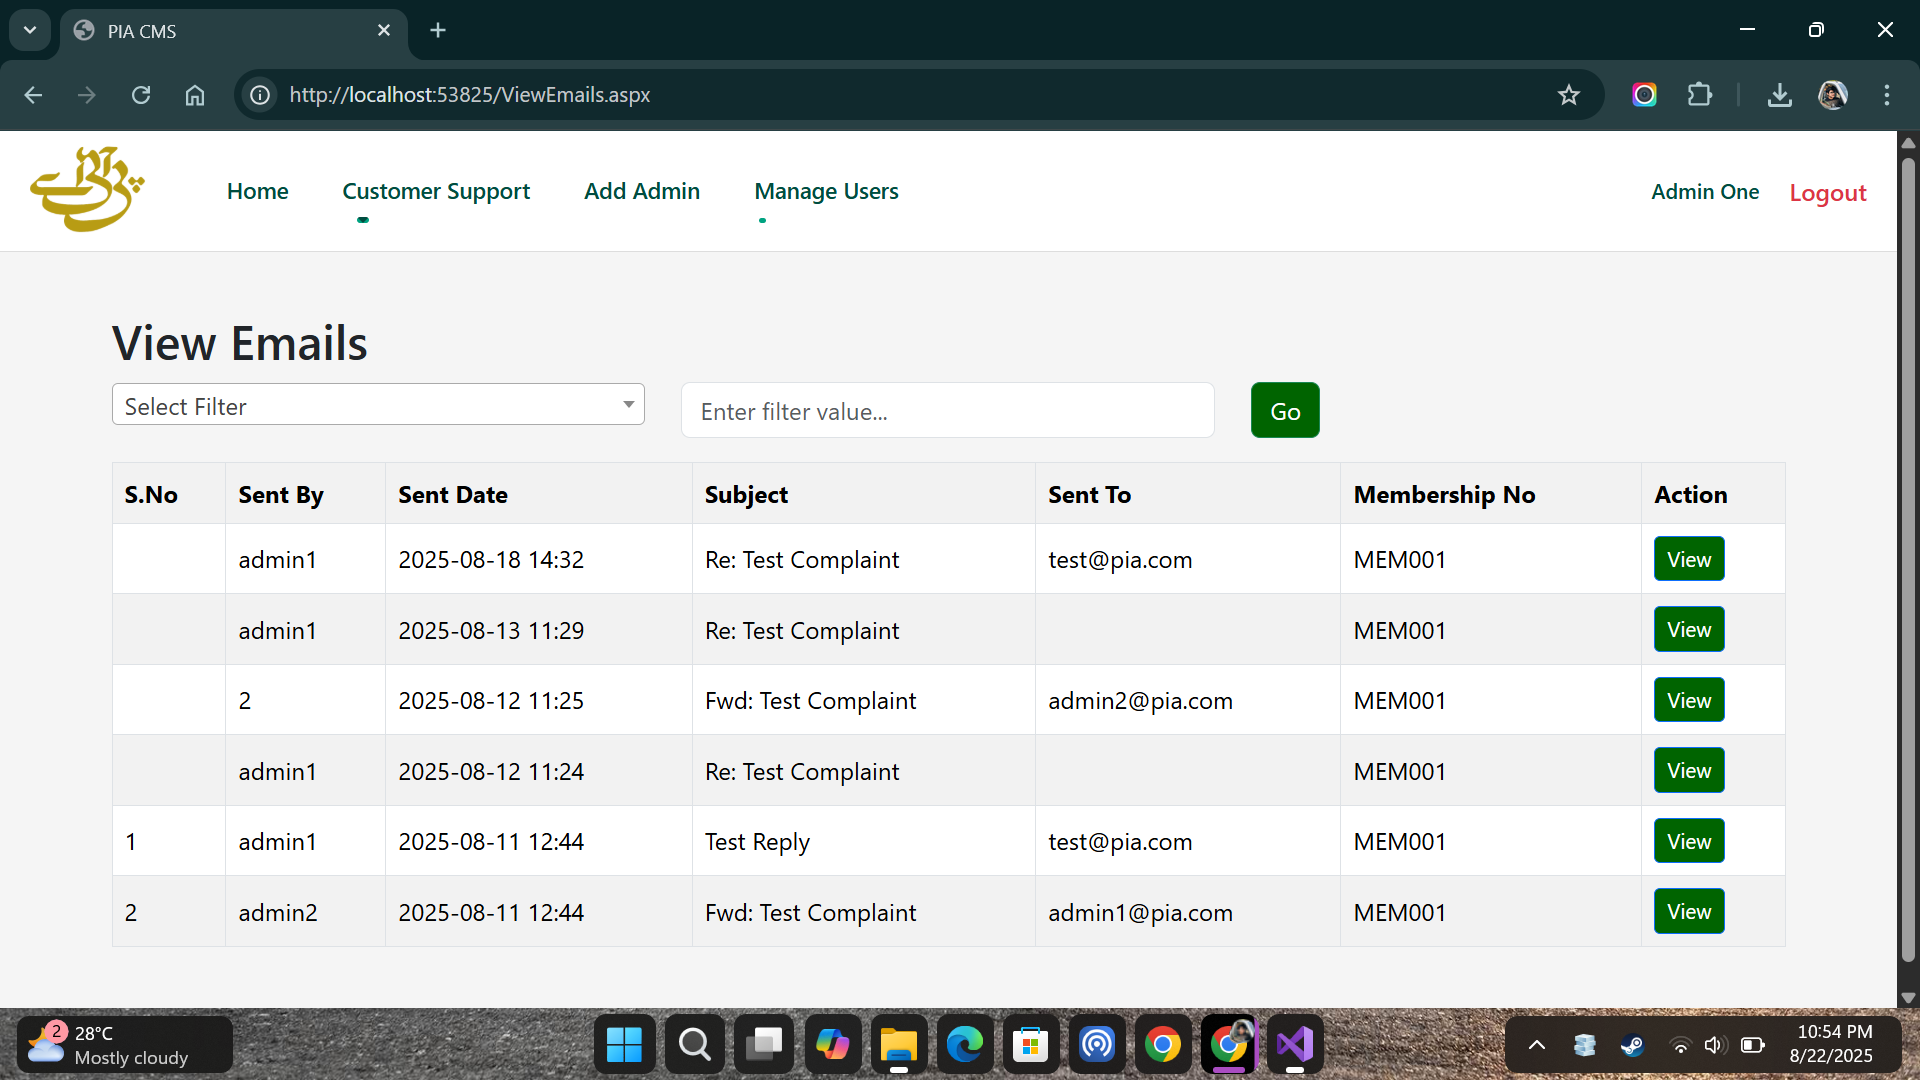 PIA CMS
http://localhost:53825/ViewEmails.aspx
Home Customer Support Add Admin Manage Users Admin One Logout
View Emails
Select Filter Enter filter value... Go
S.No Sent By Sent Date Subject Sent To Membership No Action
admin1 2025-08-18 14:32 Re: Test Complaint test@pia.com MEM001 View
admin1 2025-08-13 11:29 Re: Test Complaint MEM001 View
2 2025-08-12 11:25 Fwd: Test Complaint admin2@pia.com MEM001 View
admin1 2025-08-12 11:24 Re: Test Complaint MEM001 View
1 admin1 2025-08-11 12:44 Test Reply test@pia.com MEM001 View
2 admin2 2025-08-11 12:44 Fwd: Test Complaint admin1@pia.com MEM001 View
2 28°C
Mostly cloudy
10:54 PM
8/22/2025